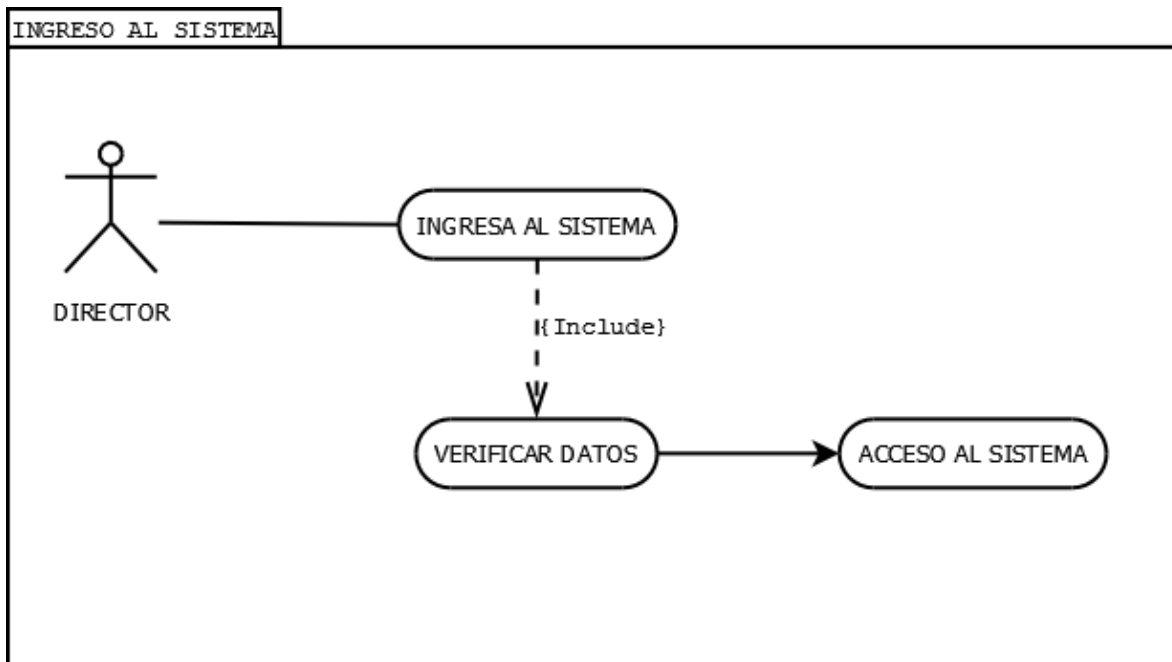 INGRESO AL SISTEMA
INGRESA AL SISTEMA
DIRECTOR
{Include}
VERIFICAR DATOS
ACCESO AL SISTEMA